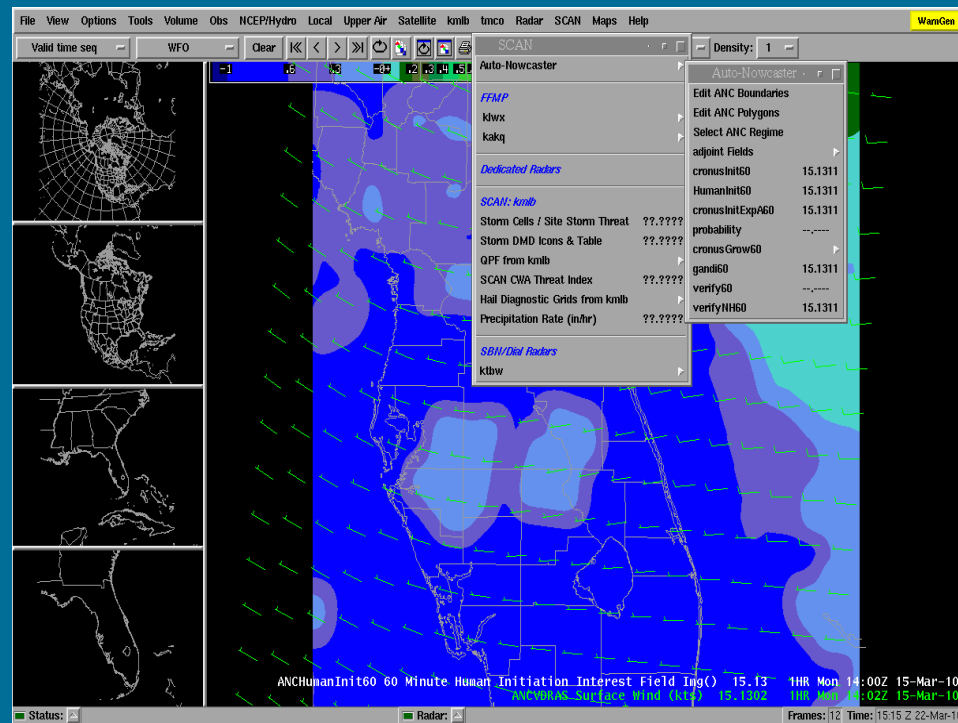 File View Options Tools Volume Obs NCEP/Hydro Local Upper Air Satellite kmlb tmco Radar SCAN Maps Help WarnGen
Valid time seq WFO Clear Density: 1
SCAN
Auto-Nowcaster
FFMP
klwx
kakq
Dedicated Radars
SCAN: kmlb
Storm Cells / Site Storm Threat ??.????
Storm DMD Icons & Table ??.????
QPF from kmlb
SCAN CWA Threat Index ??.????
Hail Diagnostic Grids from kmlb
Precipitation Rate (in/hr) ??.????
SBN/Dial Radars
ktbw
Auto-Nowcaster
Edit ANC Boundaries
Edit ANC Polygons
Select ANC Regime
adjoint Fields
cronusInit60 15.1311
HumanInit60 15.1311
cronusInitExpA60 15.1311
probability --.----
cronusGrow60
gandi60 15.1311
verify60 --.----
verifyNH60 15.1311
ANCHumanInit60 60 Minute Human Initiation Interest Field Img() 15.13 1HR Mon 14:00Z 15-Mar-10
ANCVDRAS Surface Wind (kts) 15.1302 1HR Mon 14:02Z 15-Mar-10
Status: Radar: Frames: 12 Time: 15:15 Z 22-Mar-1